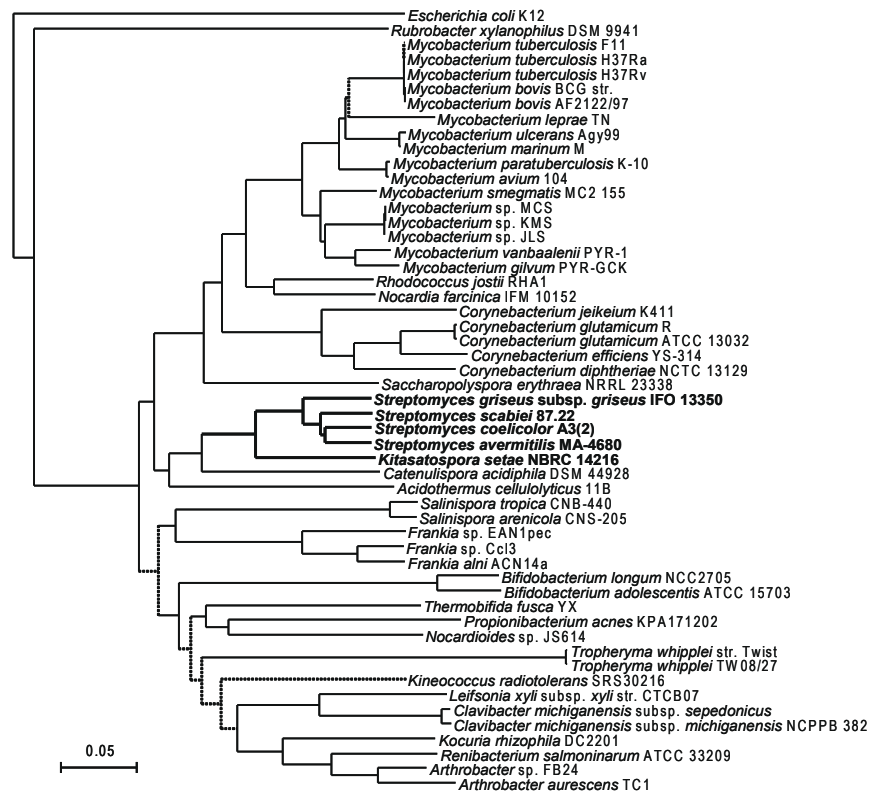 Escherichia coli K12
Rubrobacter xylanophilus DSM 9941
Mycobacterium tuberculosis F11
Mycobacterium tuberculosis H37Ra
Mycobacterium tuberculosis H37Rv
Mycobacterium bovis BCG str.
Mycobacterium bovis AF2122/97
Mycobacterium leprae TN
Mycobacterium ulcerans Agy99
Mycobacterium marinum M
Mycobacterium paratuberculosis K-10
Mycobacterium avium 104
Mycobacterium smegmatis MC2 155
Mycobacterium sp. MCS
Mycobacterium sp. KMS
Mycobacterium sp. JLS
Mycobacterium vanbaalenii PYR-1
Mycobacterium gilvum PYR-GCK
Rhodococcus jostii RHA1
Nocardia farcinica IFM 10152
Corynebacterium jeikeium K411
Corynebacterium glutamicum R
Corynebacterium glutamicum ATCC 13032
Corynebacterium efficiens YS-314
Corynebacterium diphtheriae NCTC 13129
Saccharopolyspora erythraea NRRL 23338
Streptomyces griseus subsp. griseus IFO 13350
Streptomyces scabiei 87.22
Streptomyces coelicolor A3(2)
Streptomyces avermitilis MA-4680
Kitasatospora setae NBRC 14216
Catenulispora acidiphila DSM 44928
Acidothermus cellulolyticus 11B
Salinispora tropica CNB-440
Salinispora arenicola CNS-205
Frankia sp. EAN1pec
Frankia sp. CcI3
Frankia alni ACN14a
Bifidobacterium longum NCC2705
Bifidobacterium adolescentis ATCC 15703
Thermobifida fusca YX
Propionibacterium acnes KPA171202
Nocardioides sp. JS614
Tropheryma whipplei str. Twist
Tropheryma whipplei TW08/27
Kineococcus radiotolerans SRS30216
Leifsonia xyli subsp. xyli str. CTCB07
Clavibacter michiganensis subsp. sepedonicus
Clavibacter michiganensis subsp. michiganensis NCPPB 382
Kocuria rhizophila DC2201
Renibacterium salmoninarum ATCC 33209
Arthrobacter sp. FB24
Arthrobacter aurescens TC1
0.05